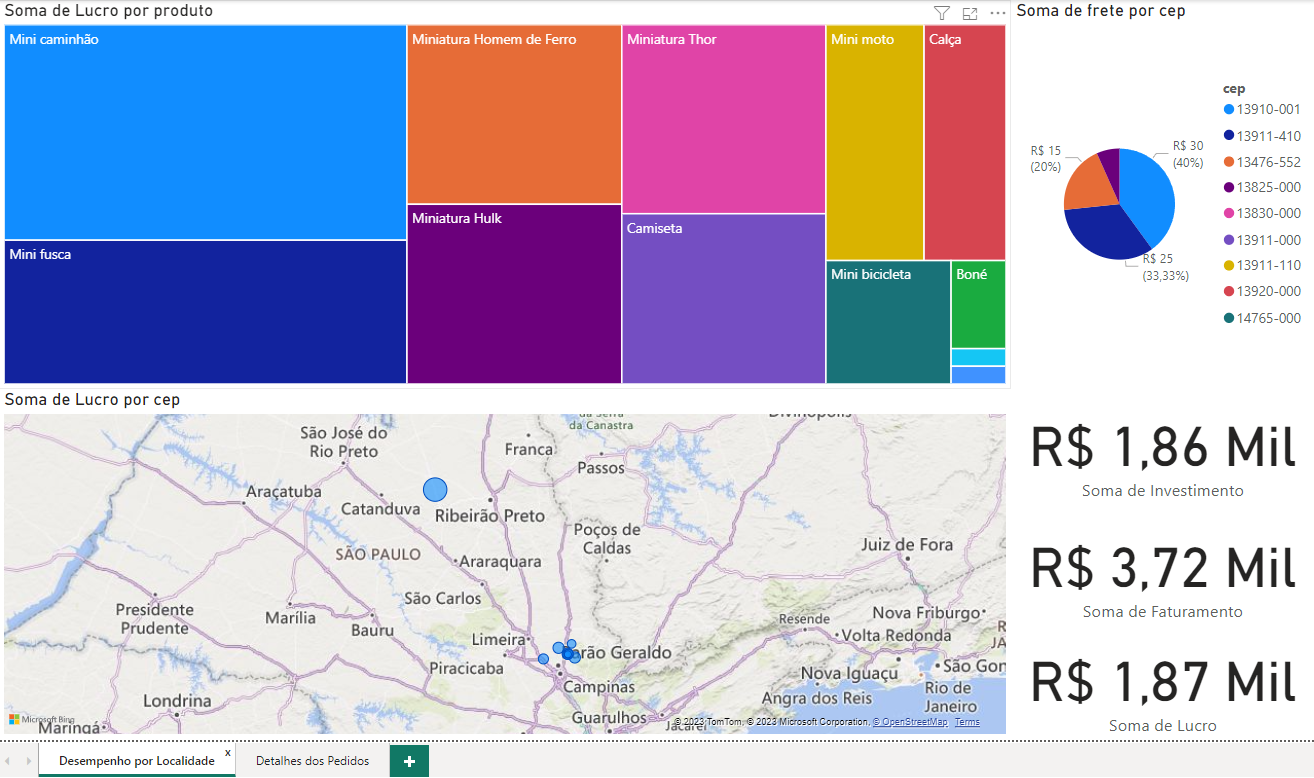 Soma de Lucro por produto
Mini caminhão
Miniatura Homem de Ferro
Miniatura Thor
Mini moto
Calça
Mini fusca
Miniatura Hulk
Camiseta
Mini bicicleta
Boné
Soma de frete por cep
R$ 15
(20%)
R$ 30
(40%)
R$ 25
(33,33%)
cep
13910-001
13911-410
13476-552
13825-000
13830-000
13911-000
13911-110
13920-000
14765-000
Soma de Lucro por cep
da Serra
da Canastra
Divinópolis
São José do
Rio Preto
Franca
Passos
Araçatuba
Catanduva
Ribeirão Preto
Poços de
Caldas
SÃO PAULO
Araraquara
Juiz de Fora
São Carlos
Presidente
Prudente
Marília
Bauru
Resende
Nova Friburgo
Limeira
rão Geraldo
Volta Redonda
Piracicaba
São Gon
Campinas
Nova Iguaçu
Londrina
Angra dos Reis
Rio de
Janeiro
Guarulhos
Jacareí
Maringá
Microsoft Bing
© 2023 TomTom, © 2023 Microsoft Corporation, © OpenStreetMap Terms
R$ 1,86 Mil
Soma de Investimento
R$ 3,72 Mil
Soma de Faturamento
R$ 1,87 Mil
Soma de Lucro
Desempenho por Localidade
x
Detalhes dos Pedidos
+